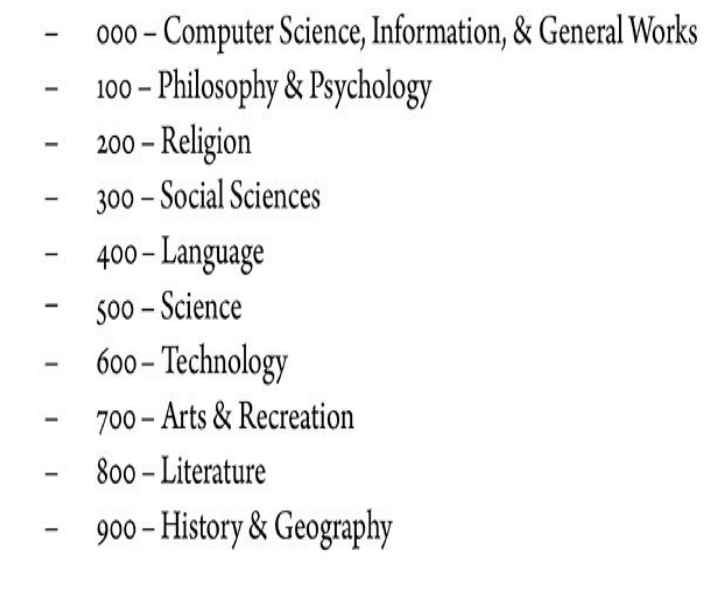 – 000 – Computer Science, Information, & General Works
– 100 – Philosophy & Psychology
– 200 – Religion
– 300 – Social Sciences
– 400 – Language
– 500 – Science
– 600 – Technology
– 700 – Arts & Recreation
– 800 – Literature
– 900 – History & Geography